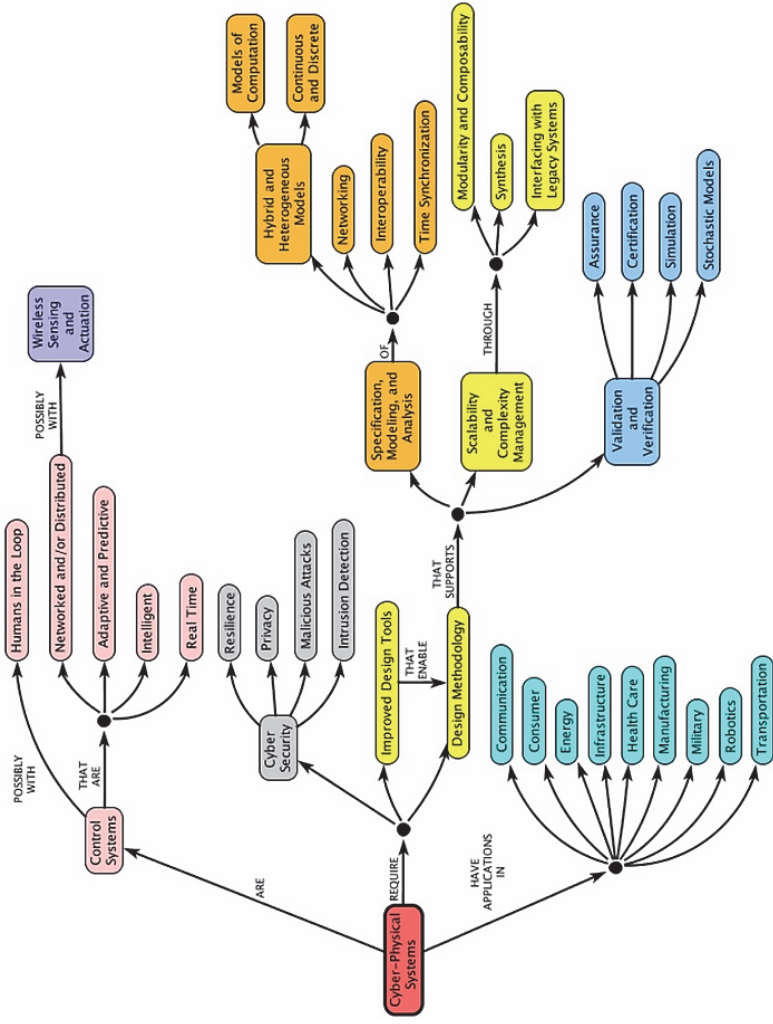 Cyber–Physical
Systems
ARE
Control
Systems
POSSIBLY
WITH
Humans in the Loop
THAT
ARE
Networked and/or Distributed
Adaptive and Predictive
Intelligent
Real Time
POSSIBLY
WITH
Wireless
Sensing
and
Actuation
REQUIRE
Cyber
Security
Resilience
Privacy
Malicious Attacks
Intrusion Detection
Improved Design Tools
THAT
ENABLE
Design Methodology
THAT
SUPPORTS
Specification,
Modeling, and
Analysis
OF
Hybrid and
Heterogeneous
Models
Models of
Computation
Continuous
and Discrete
Networking
Interoperability
Time Synchronization
Scalability
and
Complexity
Management
THROUGH
Modularity and Composability
Synthesis
Interfacing with
Legacy Systems
Validation
and
Verification
Assurance
Certification
Simulation
Stochastic Models
HAVE
APPLICATIONS
IN
Communication
Consumer
Energy
Infrastructure
Health Care
Manufacturing
Military
Robotics
Transportation